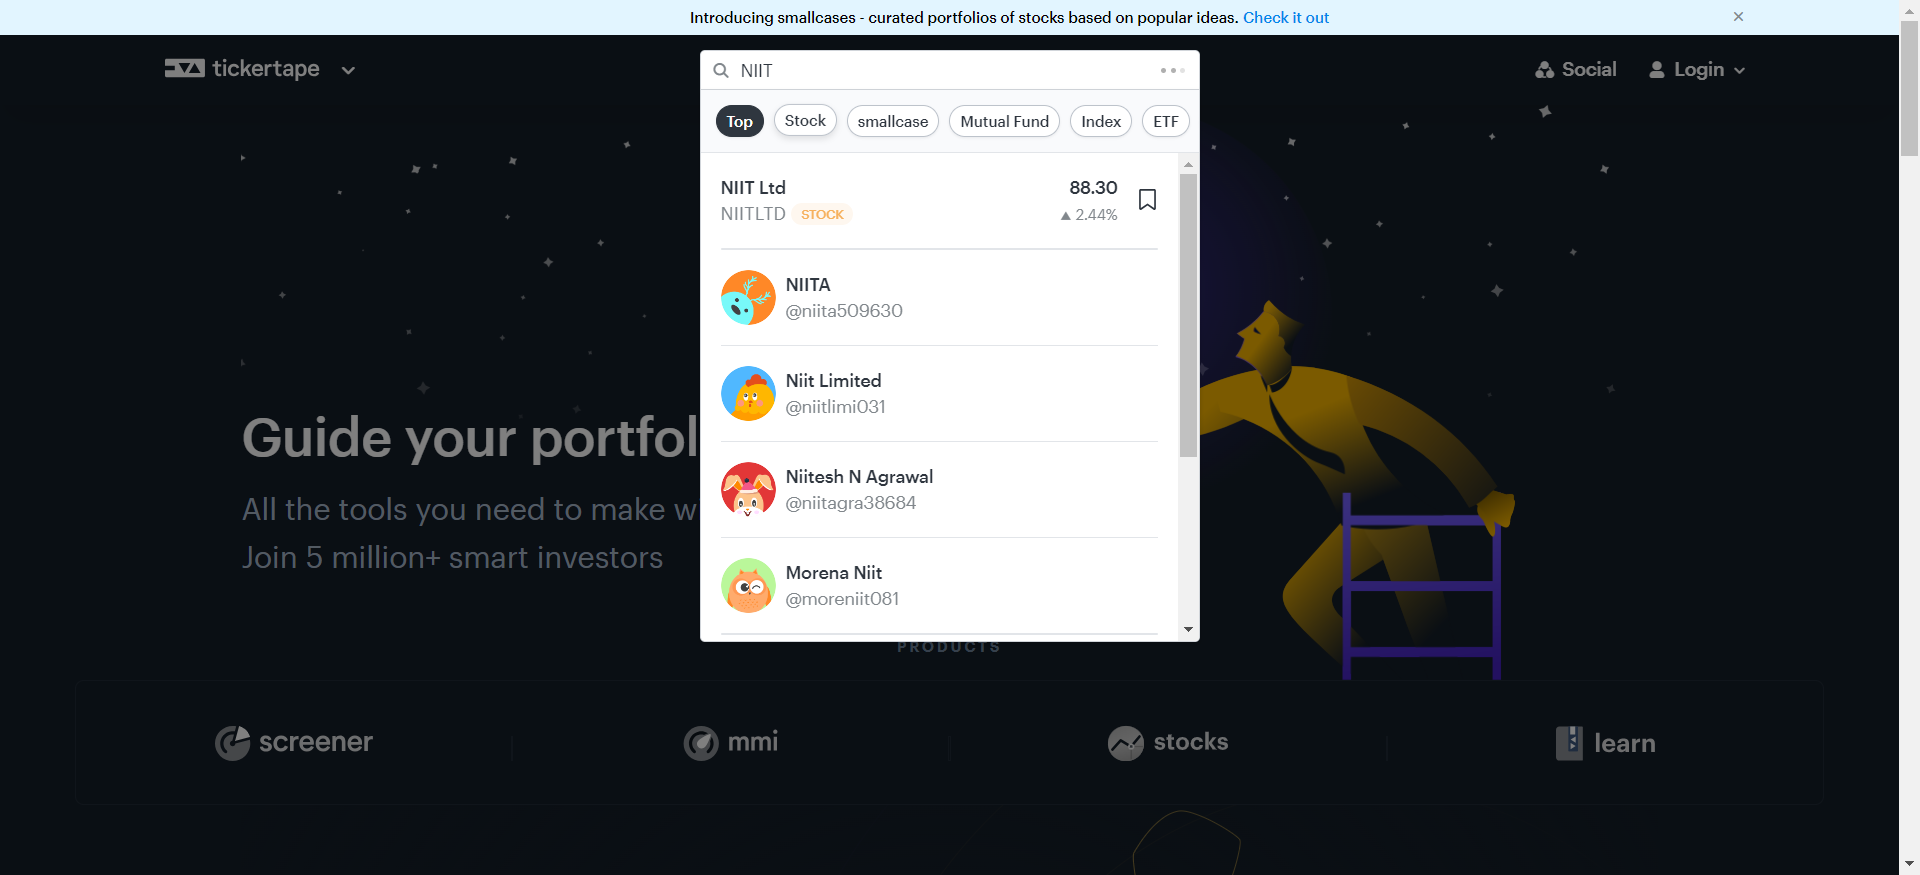 Introducing smallcases - curated portfolios of stocks based on popular ideas. Check it out
tickertape
NIIT
Social
Login
Top
Stock
smallcase
Mutual Fund
Index
ETF
NIIT Ltd
88.30
NIITLTD STOCK
▲ 2.44%
NIITA
@niita509630
Niit Limited
@niitlimi031
Niitesh N Agrawal
@niitagra38684
Morena Niit
@moreniit081
Guide your portfol
All the tools you need to make w
Join 5 million+ smart investors
PRODUCTS
screener
mmi
stocks
learn